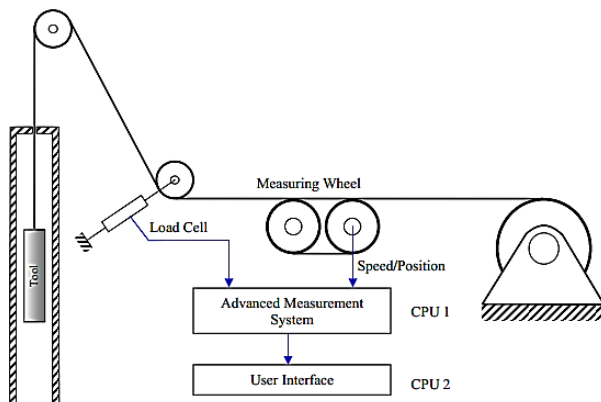 Measuring Wheel
Load Cell
Speed/Position
Tool
Advanced Measurement
System
CPU 1
User Interface
CPU 2